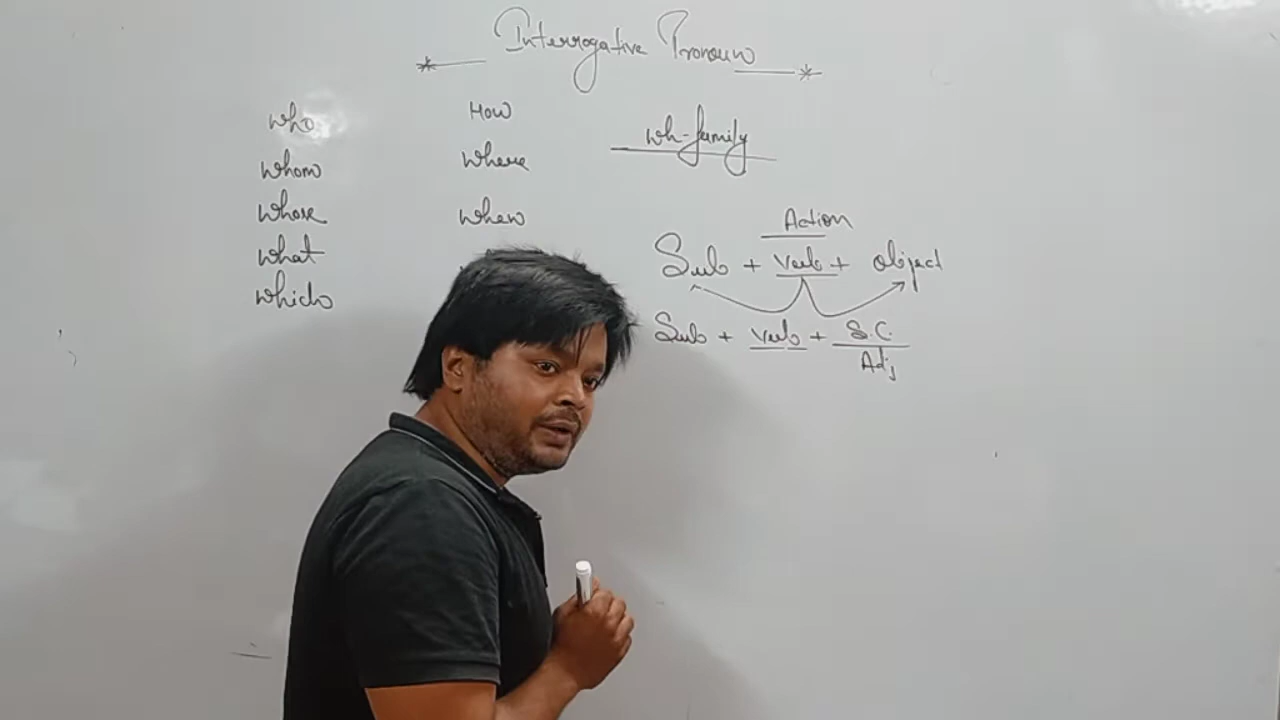 Interrogative Pronoun
who
whom
whose
what
which
How
where
when
wh-family
Action
Sub + Verb + object
Sub + Verb + S.C.
Adj